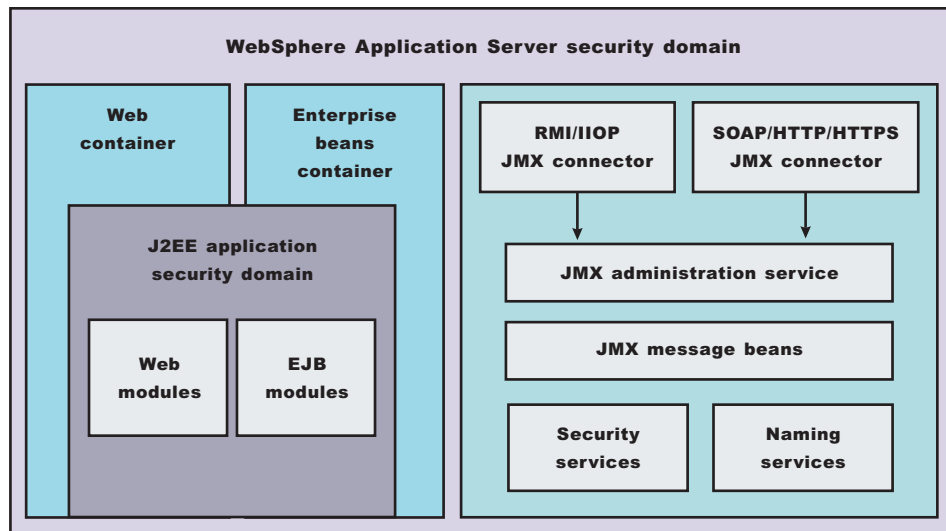 WebSphere Application Server security domain
Web
container
Enterprise
beans
container
J2EE application
security domain
Web
modules
EJB
modules
RMI/IIOP
JMX connector
SOAP/HTTP/HTTPS
JMX connector
JMX administration service
JMX message beans
Security
services
Naming
services